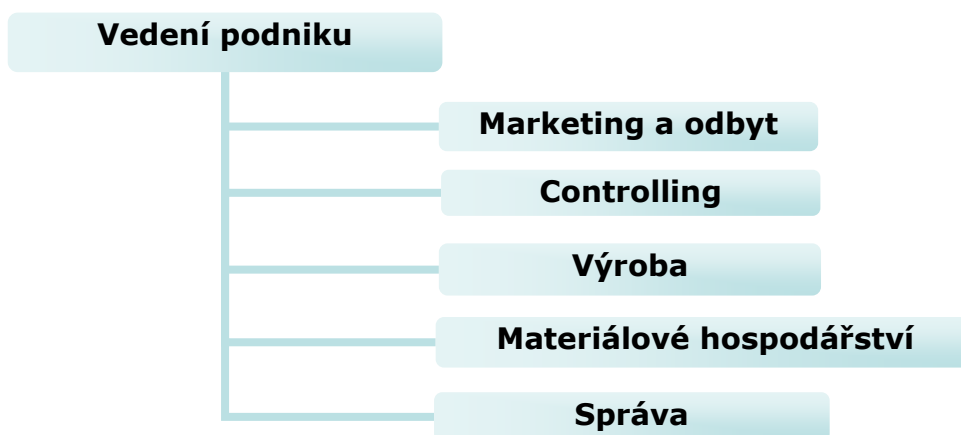 Vedení podniku
Marketing a odbyt
Controlling
Výroba
Materiálové hospodářství
Správa